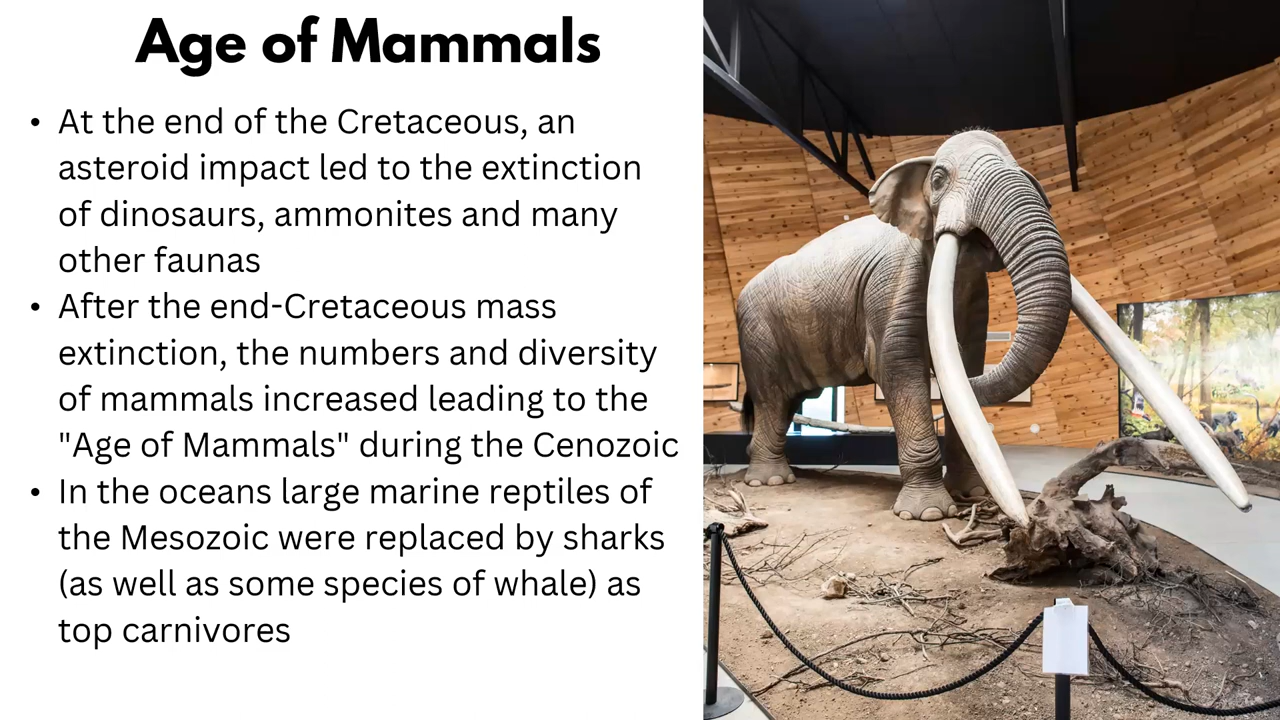 Age of Mammals
• At the end of the Cretaceous, an
asteroid impact led to the extinction
of dinosaurs, ammonites and many
other faunas
• After the end-Cretaceous mass
extinction, the numbers and diversity
of mammals increased leading to the
"Age of Mammals" during the Cenozoic
• In the oceans large marine reptiles of
the Mesozoic were replaced by sharks
(as well as some species of whale) as
top carnivores